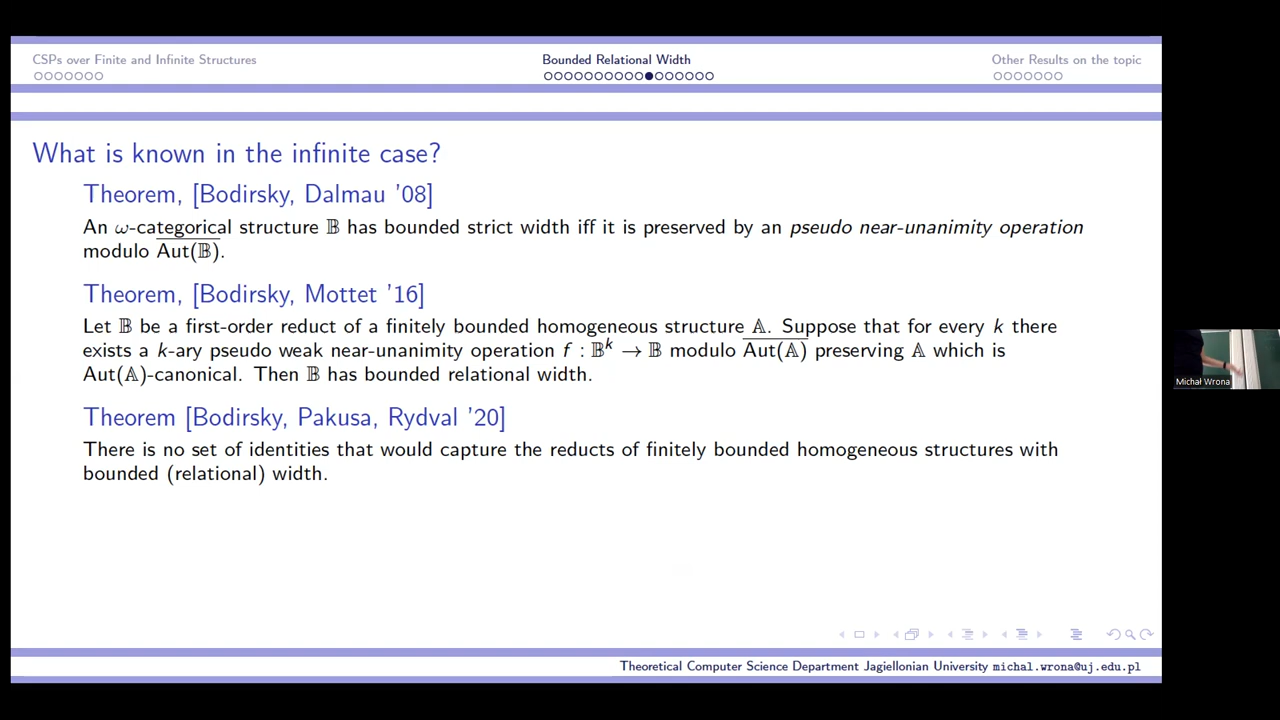 CSPs over Finite and Infinite Structures
Bounded Relational Width
Other Results on the topic
What is known in the infinite case?
Theorem, [Bodirsky, Dalmau '08]
An ω-categorical structure 𝔹 has bounded strict width iff it is preserved by an pseudo near-unanimity operation
modulo \overline{Aut(𝔹)}.
Theorem, [Bodirsky, Mottet '16]
Let 𝔹 be a first-order reduct of a finitely bounded homogeneous structure 𝔸. Suppose that for every k there
exists a k-ary pseudo weak near-unanimity operation f : 𝔹^k → 𝔹 modulo \overline{Aut(𝔸)} preserving 𝔸 which is
Aut(𝔸)-canonical. Then 𝔹 has bounded relational width.
Theorem [Bodirsky, Pakusa, Rydval '20]
There is no set of identities that would capture the reducts of finitely bounded homogeneous structures with
bounded (relational) width.
Michał Wrona
Theoretical Computer Science Department Jagiellonian University michal.wrona@uj.edu.pl